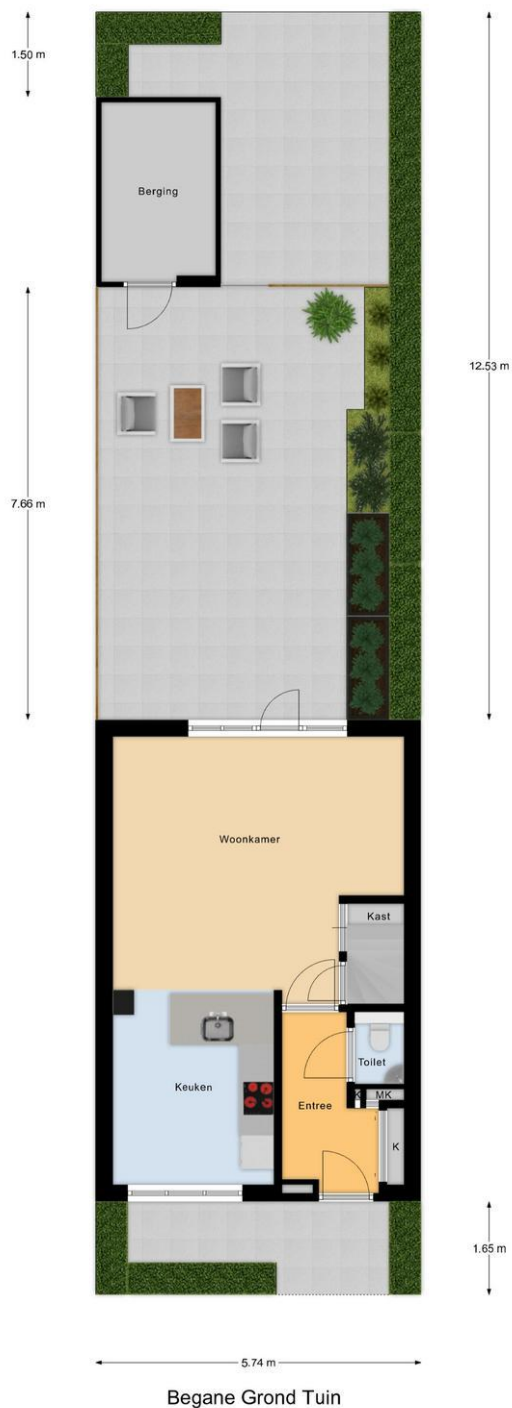 1.50 m
Berging
12.53 m
7.66 m
Woonkamer
Kast
Toilet
Keuken
K
MK
Entree
K
1.65 m
5.74 m
Begane Grond Tuin